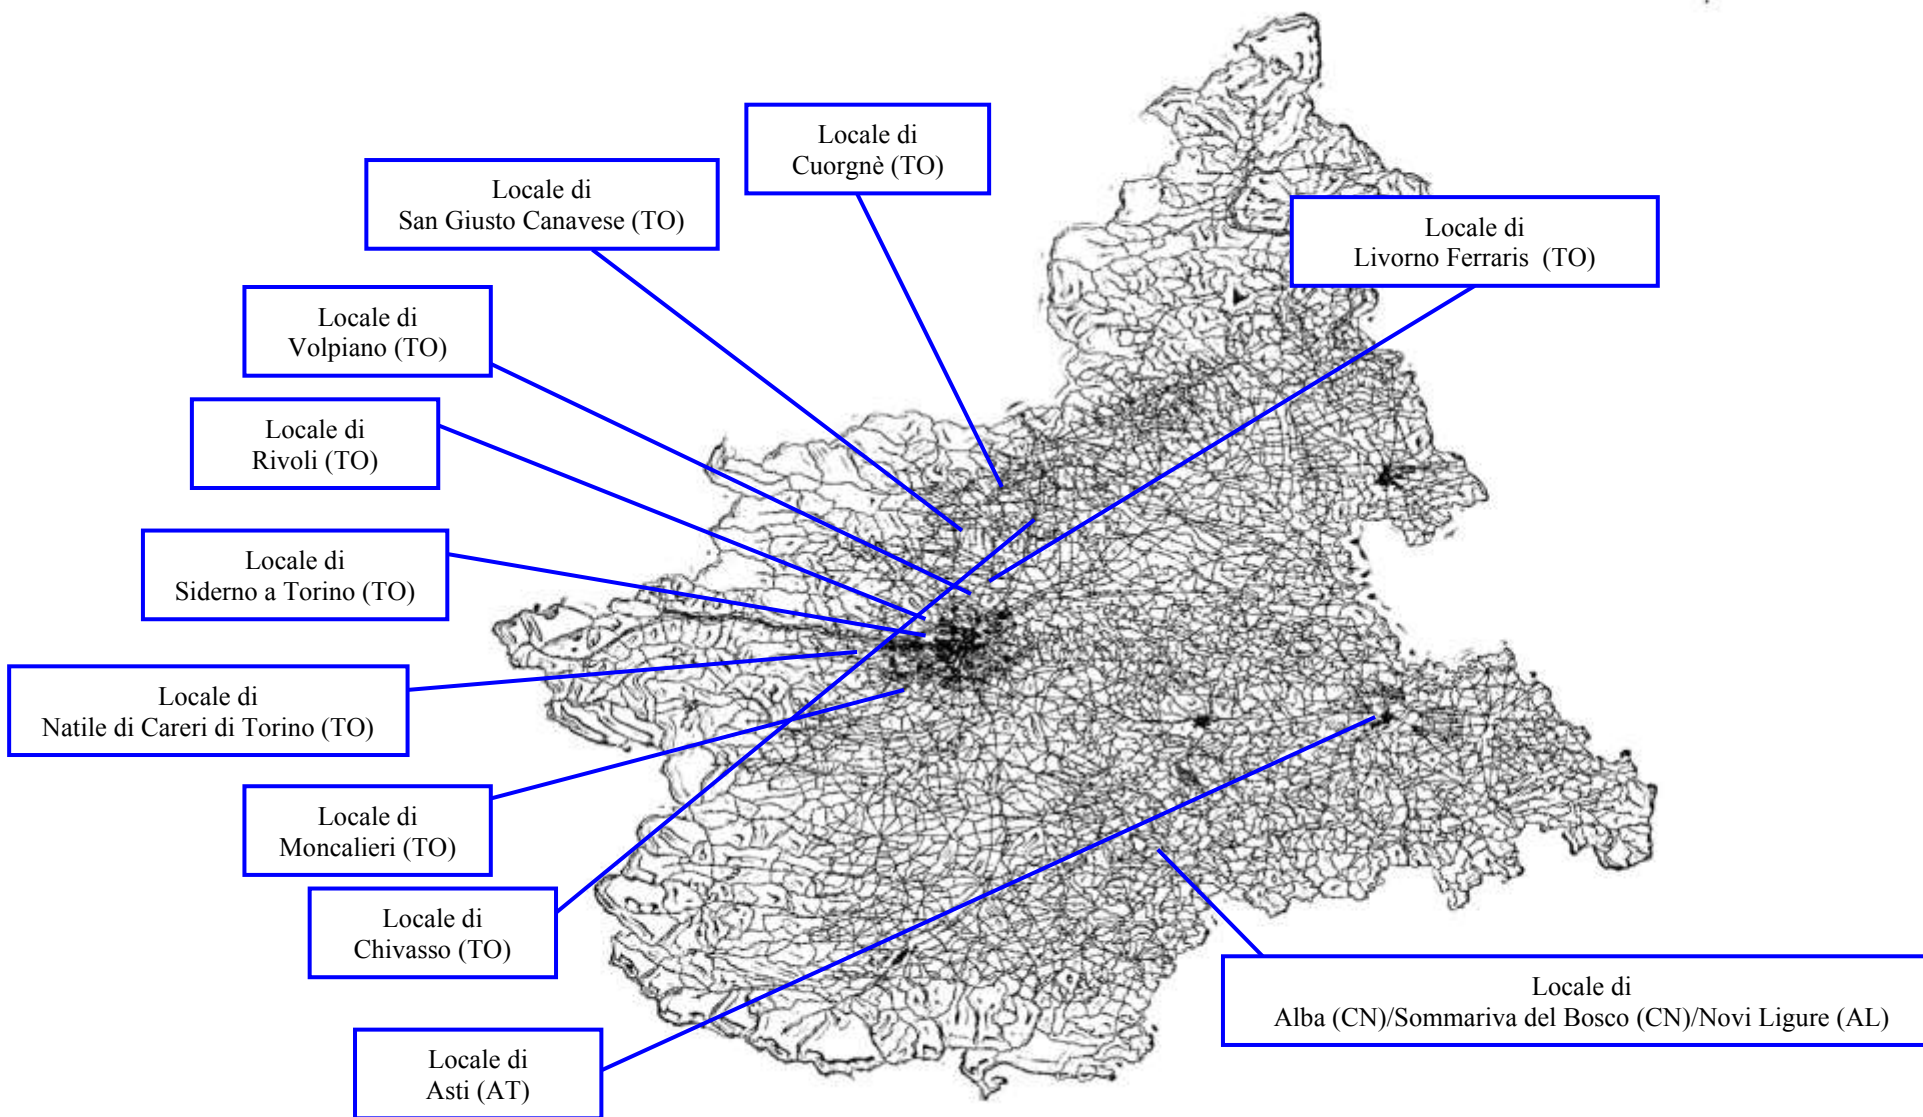 Locale di
Cuorgnè (TO)
Locale di
San Giusto Canavese (TO)
Locale di
Livorno Ferraris  (TO)
Locale di
Volpiano (TO)
Locale di
Rivoli (TO)
Locale di
Siderno a Torino (TO)
Locale di
Natile di Careri di Torino (TO)
Locale di
Moncalieri (TO)
Locale di
Chivasso (TO)
Locale di
Alba (CN)/Sommariva del Bosco (CN)/Novi Ligure (AL)
Locale di
Asti (AT)